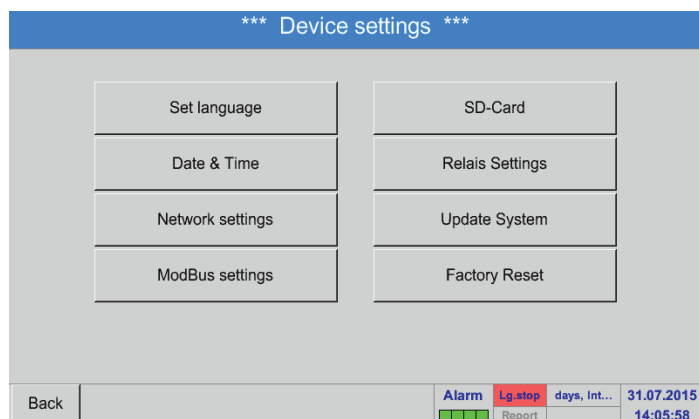 *** Device settings ***
Set language
SD-Card
Date & Time
Relais Settings
Network settings
Update System
ModBus settings
Factory Reset
Back
Alarm
Lg.stop
days, Int...
31.07.2015
Report
14:05:58